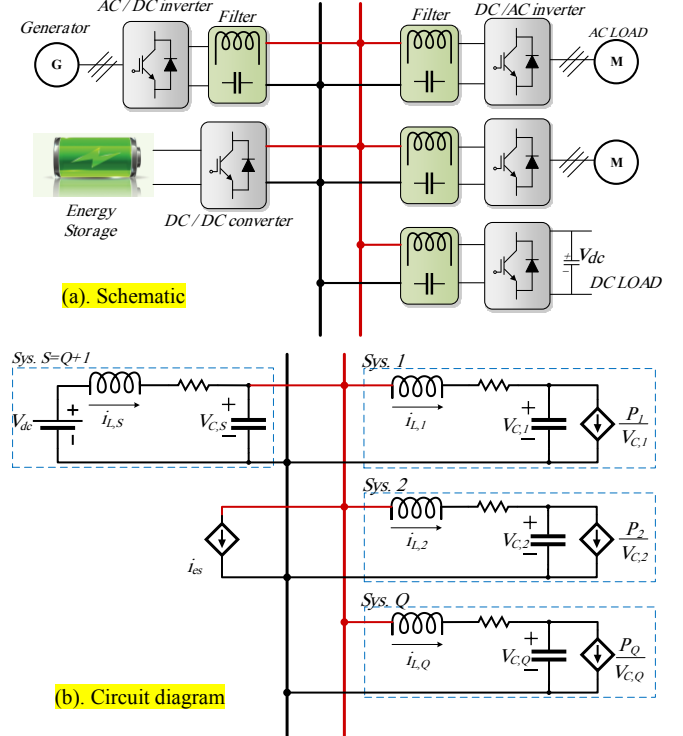 AC / DC inverter
Filter
Filter
DC /AC inverter
Generator
AC LOAD
G
M
M
Energy
Storage
DC / DC converter
+
−
Vdc
DC LOAD
(a). Schematic
Sys. S=Q+1
Sys. 1
Vdc
+
−
iL,S
VC,S
+
−
iL,1
VC,1
+
−
P1
VC,1
Sys. 2
ies
iL,2
VC,2
+
−
P2
VC,2
Sys. Q
iL,Q
VC,Q
+
−
PQ
VC,Q
(b). Circuit diagram